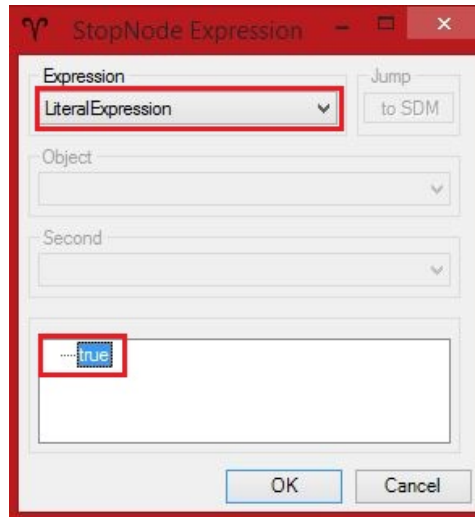 StopNode Expression
Expression
Jump
LiteralExpression
to SDM
Object
Second
true
OK
Cancel